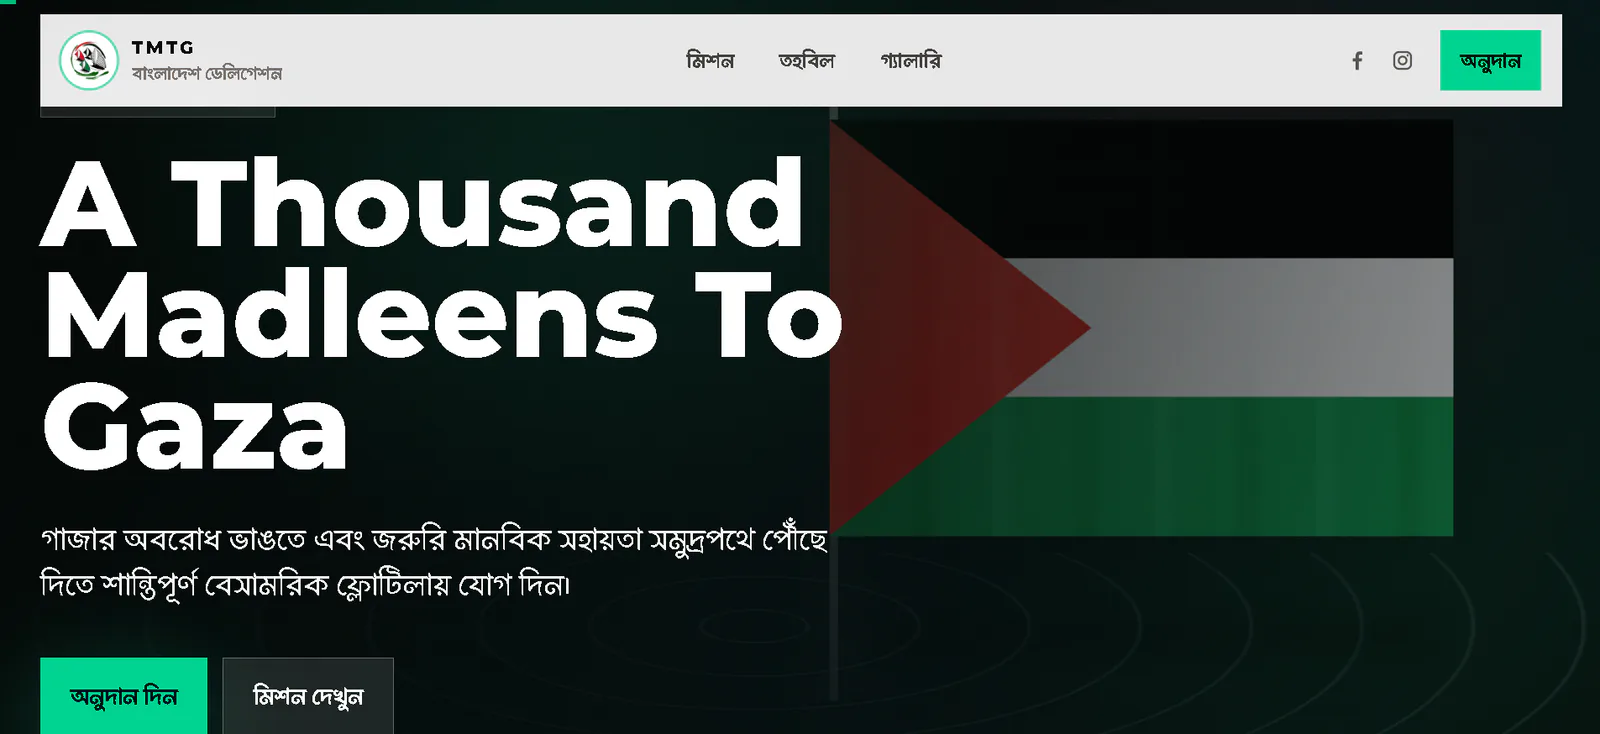 TMTG
বাংলাদেশ ডেলিগেশন
মিশন
তহবিল
গ্যালারি
অনুদান
A Thousand
Madleens To
Gaza
গাজার অবরোধ ভাঙতে এবং জরুরি মানবিক সহায়তা সমুদ্রপথে পৌঁছে
দিতে শান্তিপূর্ণ বেসামরিক ফ্লোটিলায় যোগ দিন।
অনুদান দিন
মিশন দেখুন